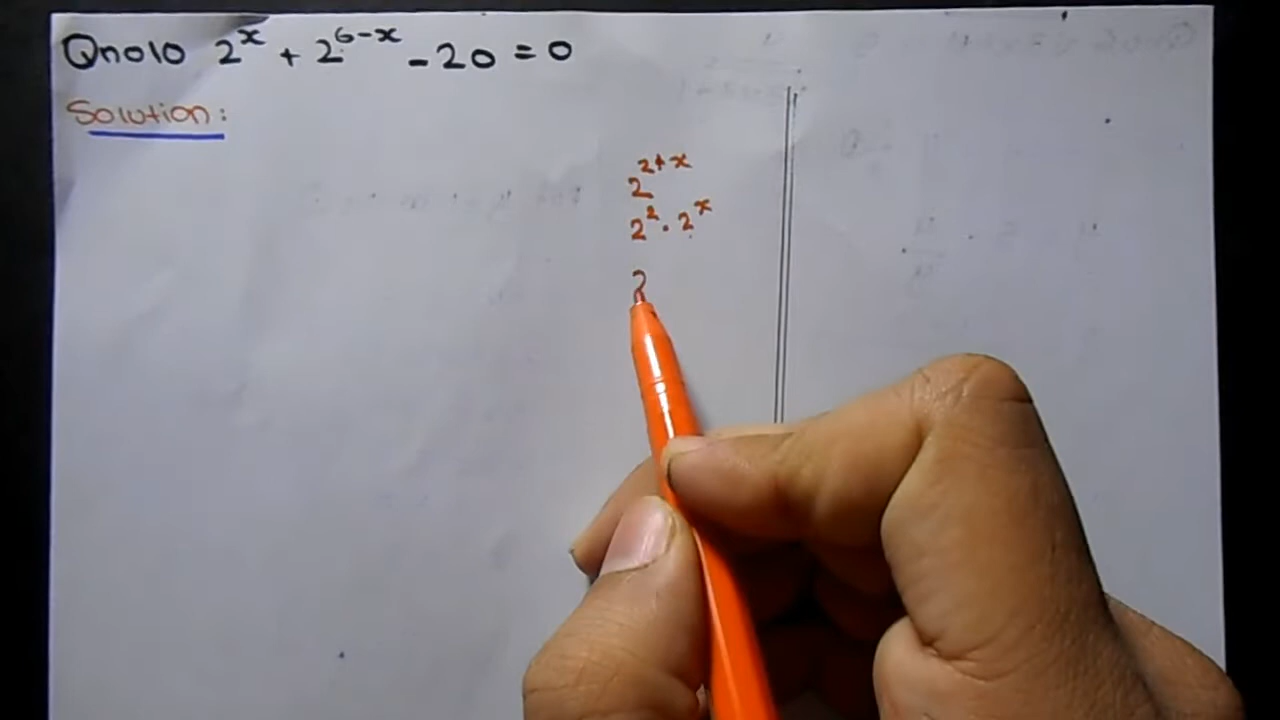 Qno10 2^x + 2^6-x - 20 = 0
Solution:
2^2+x
2^2 . 2^x
2